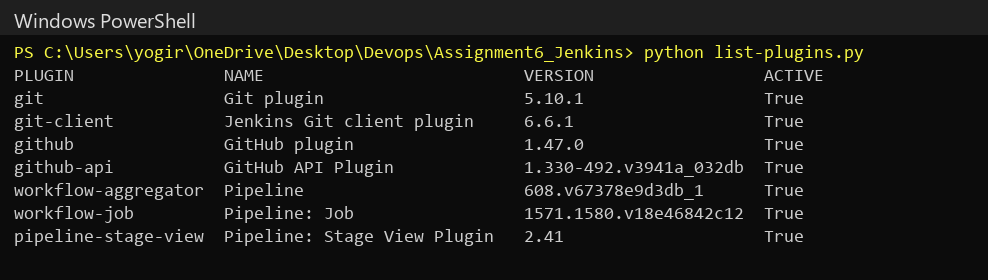 Windows PowerShell
PS C:\Users\yogir\OneDrive\Desktop\Devops\Assignment6_Jenkins> python list-plugins.py
PLUGIN NAME VERSION ACTIVE
git Git plugin 5.10.1 True
git-client Jenkins Git client plugin 6.6.1 True
github GitHub plugin 1.47.0 True
github-api GitHub API Plugin 1.330-492.v3941a_032db True
workflow-aggregator Pipeline 608.v67378e9d3db_1 True
workflow-job Pipeline: Job 1571.1580.v18e46842c12 True
pipeline-stage-view Pipeline: Stage View Plugin 2.41 True